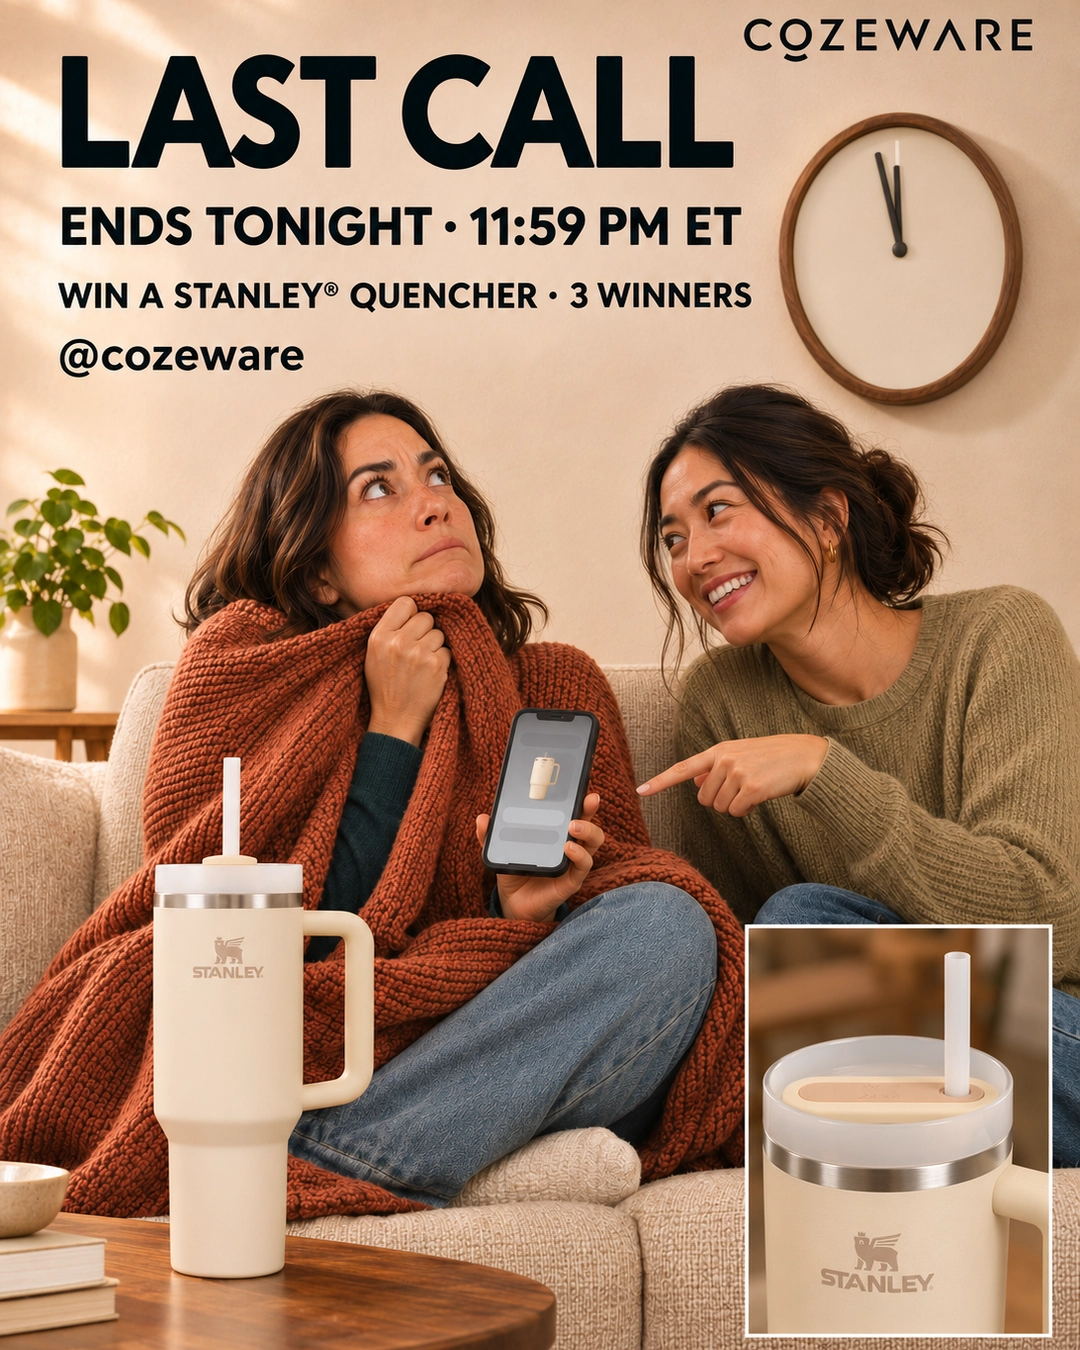 COZEWARE
LAST CALL
ENDS TONIGHT · 11:59 PM ET
WIN A STANLEY® QUENCHER · 3 WINNERS
@cozeware
STANLEY
STANLEY